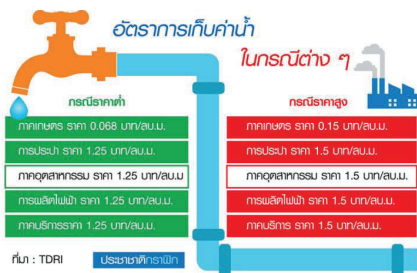 อัตราการเก็บค่าน้ำ
ในกรณีต่าง ๆ
กรณีราคาต่ำ
ภาคเกษตร ราคา 0.068 บาท/ลบ.ม.
การประปา ราคา 1.25 บาท/ลบ.ม.
ภาคอุตสาหกรรม ราคา 1.25 บาท/ลบ.ม
การผลิตไฟฟ้า ราคา 1.25 บาท/ลบ.ม.
ภาคบริการราคา 1.25 บาท/ลบ.ม.
กรณีราคาสูง
ภาคเกษตร ราคา 0.15 บาท/ลบ.ม.
การประปา ราคา 1.5 บาท/ลบ.ม.
ภาคอุตสาหกรรม ราคา 1.5 บาท/ลบ.ม.
การผลิตไฟฟ้า ราคา 1.5 บาท/ลบ.ม.
ภาคบริการ ราคา 1.5 บาท/ลบ.ม.
ที่มา : TDRI
ประชาชาติกราฟิก